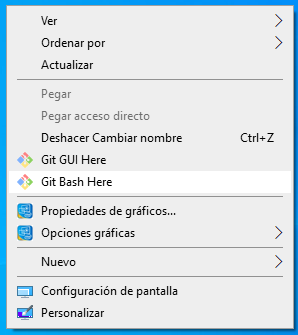 Ver
Ordenar por
Actualizar
Pegar
Pegar acceso directo
Deshacer Cambiar nombre Ctrl+Z
Git GUI Here
Git Bash Here
Propiedades de gráficos...
Opciones gráficas
Nuevo
Configuración de pantalla
Personalizar